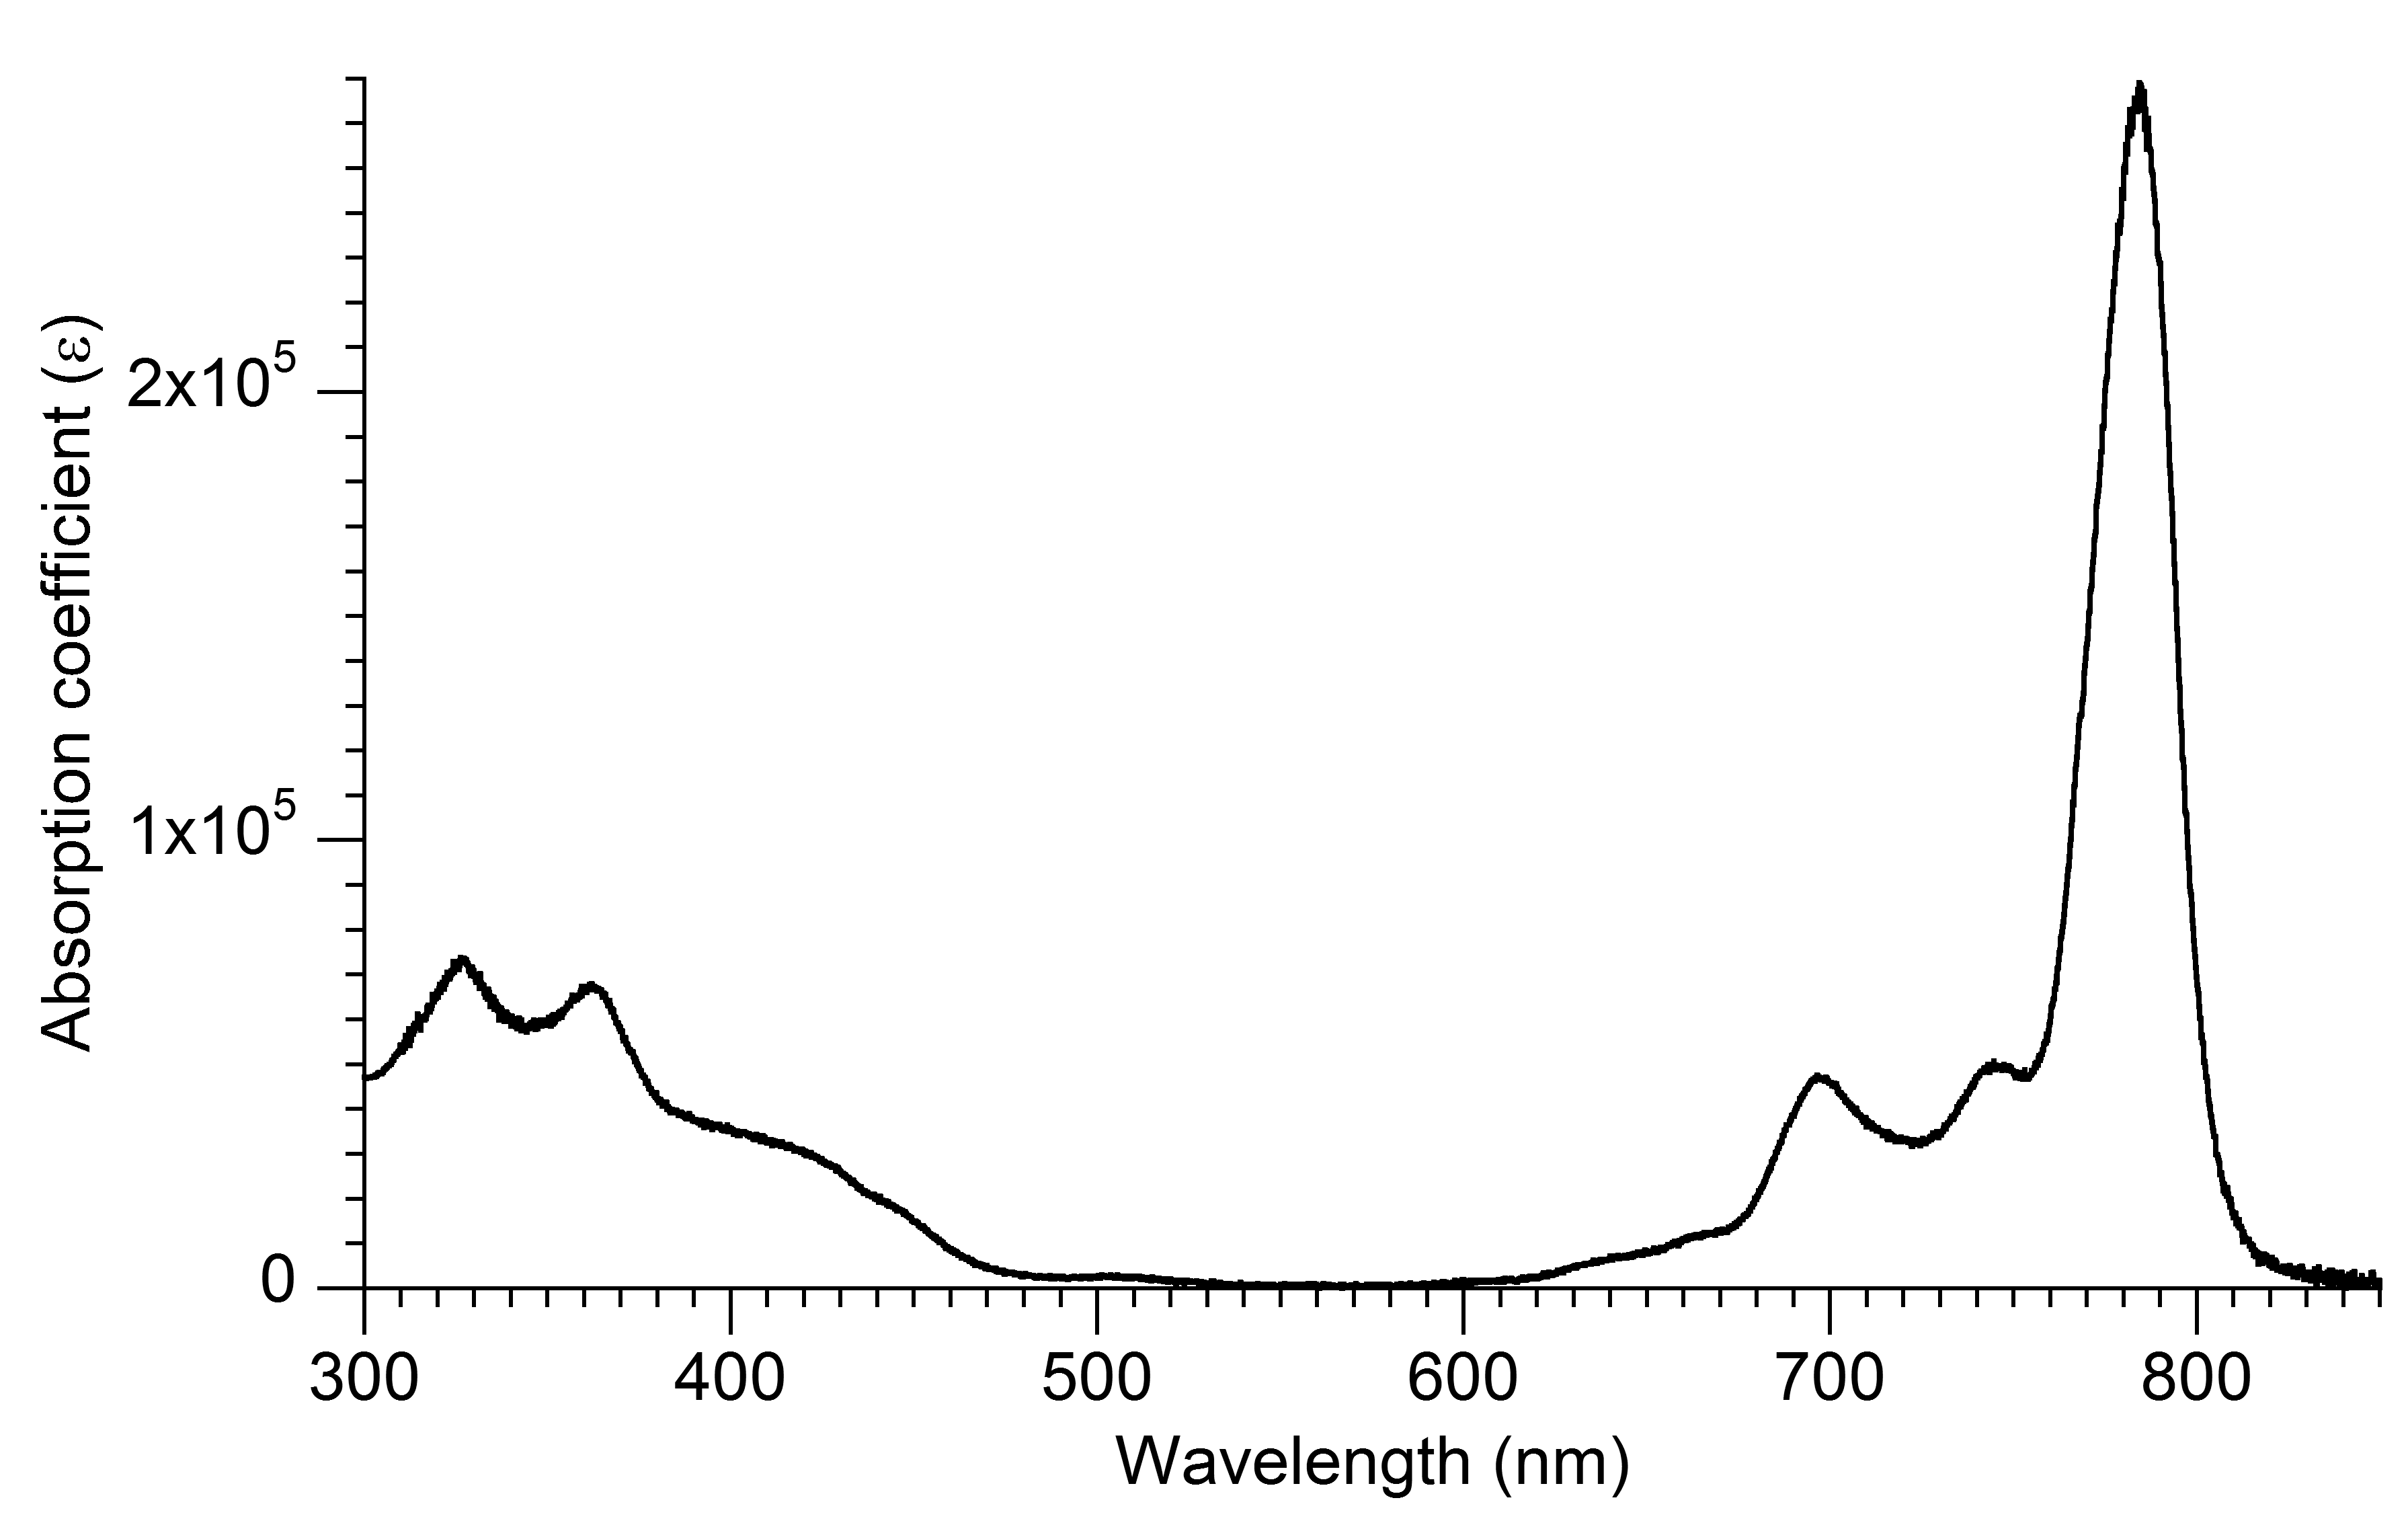 Absorption coefficient (ε)
2x10⁵
1x10⁵
0
300 400 500 600 700 800
Wavelength (nm)